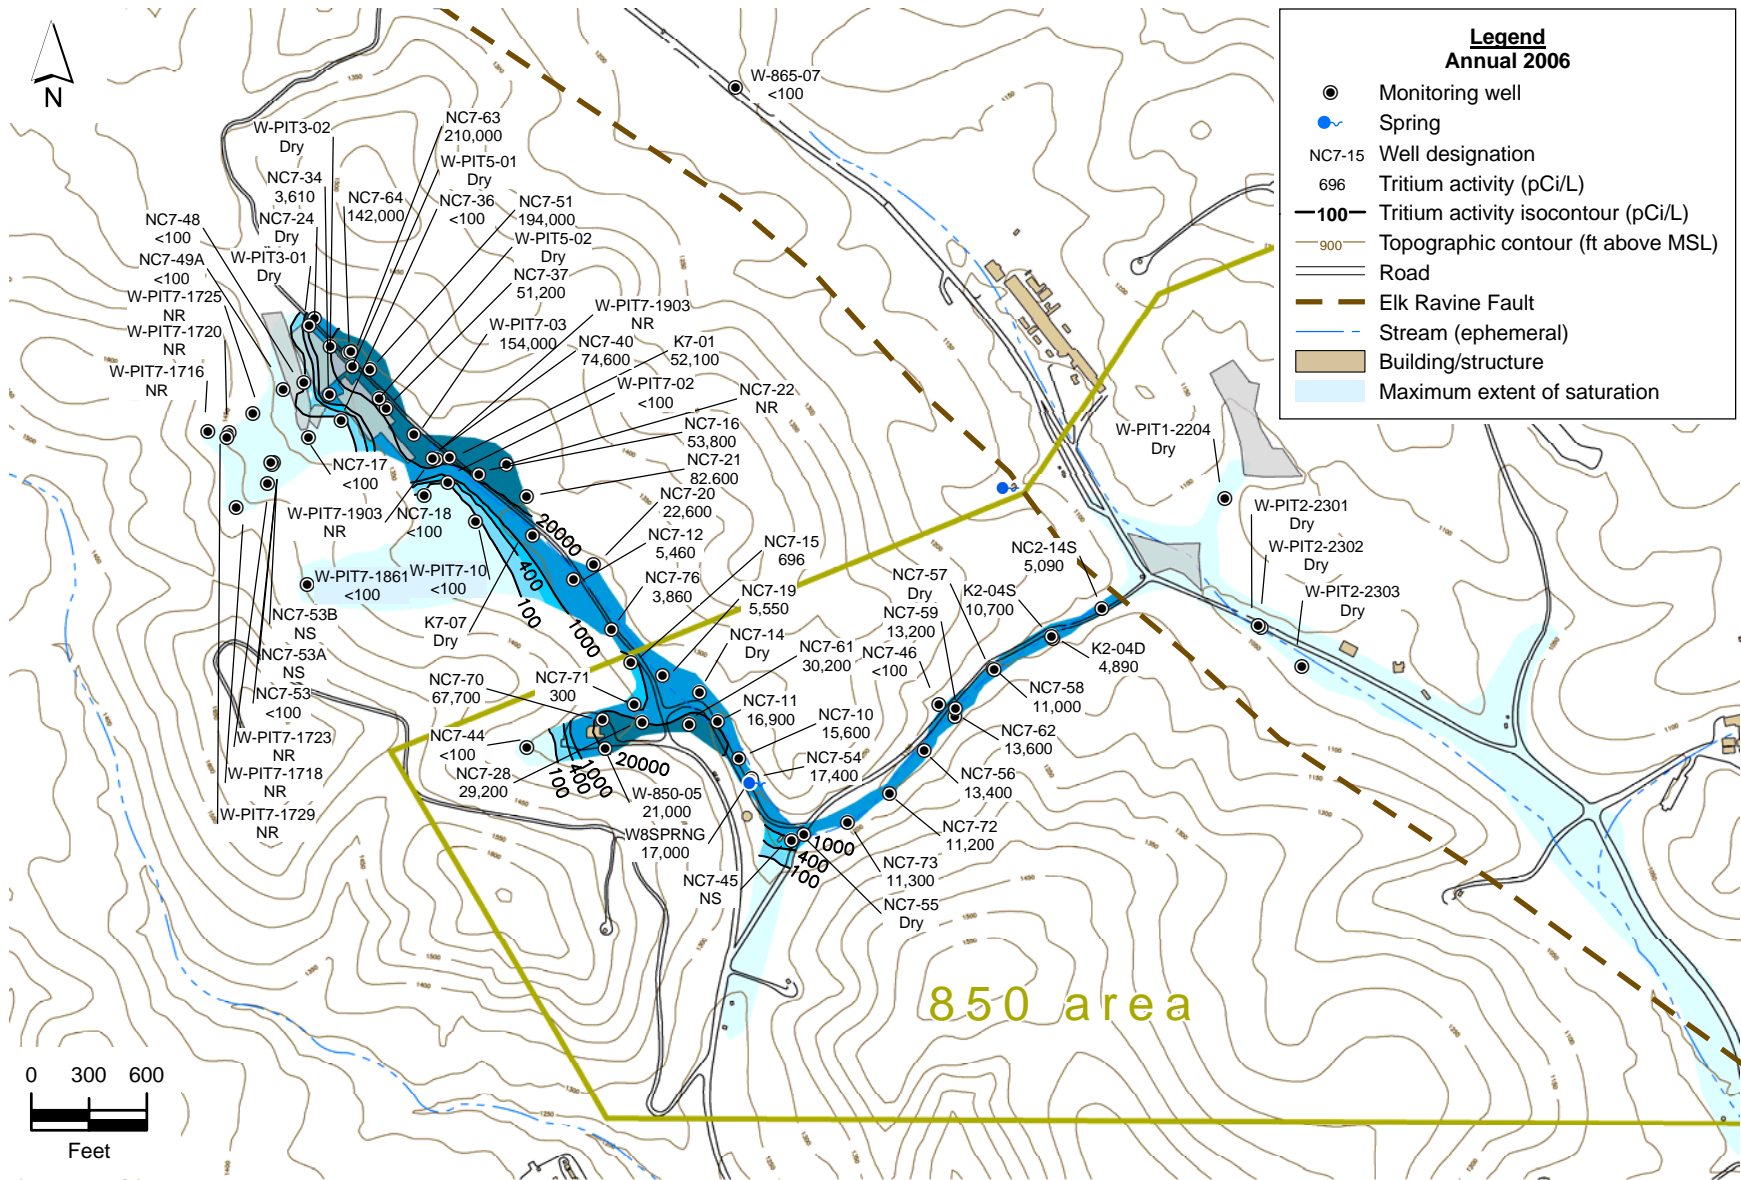 Legend
Annual 2006
Monitoring well
Spring
NC7-15 Well designation
696 Tritium activity (pCi/L)
100 Tritium activity isocontour (pCi/L)
900 Topographic contour (ft above MSL)
Road
Elk Ravine Fault
Stream (ephemeral)
Building/structure
Maximum extent of saturation
N
W-865-07
<100
W-PIT3-02
Dry
NC7-63
210,000
W-PIT5-01
Dry
NC7-34
3,610
NC7-64
142,000
NC7-36
<100
NC7-51
194,000
NC7-48
<100
NC7-24
Dry
W-PIT5-02
Dry
NC7-49A
<100
W-PIT3-01
Dry
NC7-37
51,200
W-PIT7-1725
NR
W-PIT7-1903
NR
W-PIT7-03
154,000
W-PIT7-1720
NR
NC7-40
74,600
K7-01
52,100
W-PIT7-1716
NR
W-PIT7-02
<100
NC7-22
NR
NC7-16
53,800
NC7-21
82.600
NC7-17
<100
NC7-20
22,600
W-PIT7-1903
NR
NC7-18
<100
W-PIT1-2204
Dry
W-PIT2-2301
Dry
W-PIT2-2302
Dry
W-PIT2-2303
Dry
NC7-12
5,460
NC7-15
696
NC7-76
3,860
NC7-19
5,550
W-PIT7-1861
<100
W-PIT7-10
<100
NC7-14
Dry
K7-07
Dry
NC7-53B
NS
NC7-53A
NS
NC7-53
<100
W-PIT7-1723
NR
W-PIT7-1718
NR
W-PIT7-1729
NR
NC2-14S
5,090
NC7-57
Dry
K2-04S
10,700
NC7-59
13,200
NC7-46
<100
K2-04D
4,890
NC7-58
11,000
NC7-61
30,200
NC7-70
67,700
NC7-71
300
NC7-11
16,900
NC7-10
15,600
NC7-62
13,600
NC7-44
<100
NC7-54
17,400
NC7-56
13,400
NC7-28
29,200
W-850-05
21,000
W8SPRNG
17,000
NC7-72
11,200
NC7-73
11,300
NC7-45
NS
NC7-55
Dry
20000
400
100
1000
20000
1000
400
100
1000
400
100
850 area
0 300 600
Feet